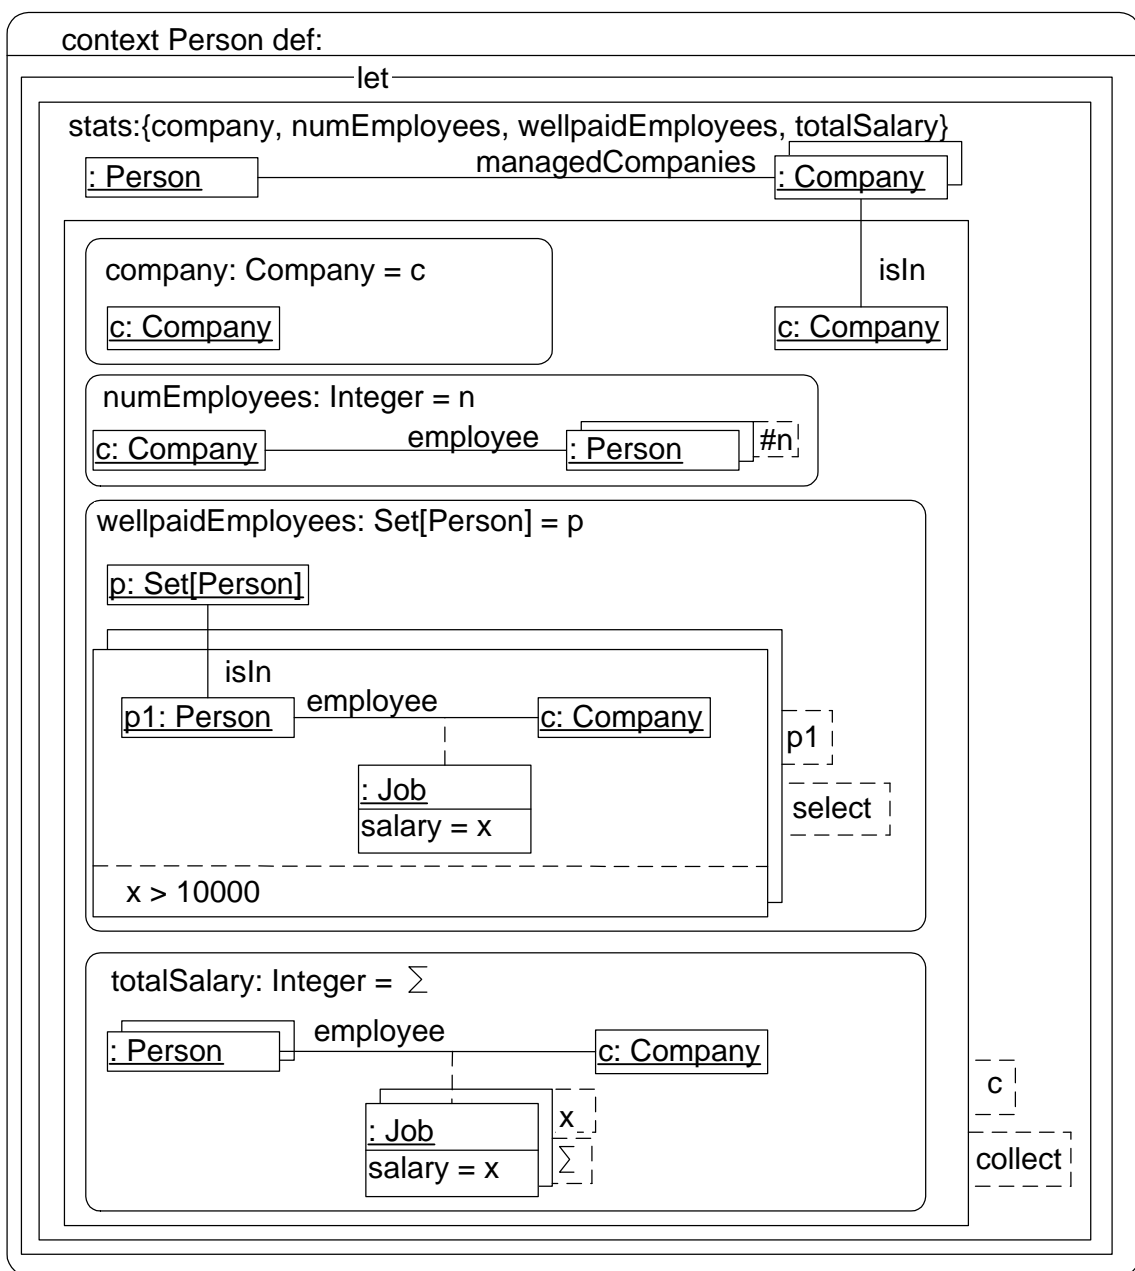 context Person def:
let
stats:{company, numEmployees, wellpaidEmployees, totalSalary}
: Person
managedCompanies
: Company
company: Company = c
isIn
c: Company
c: Company
numEmployees: Integer = n
c: Company
employee
: Person
#n
wellpaidEmployees: Set[Person] = p
p: Set[Person]
isIn
p1: Person
employee
c: Company
p1
: Job
salary = x
select
x > 10000
totalSalary: Integer = ∑
: Person
employee
c: Company
c
: Job
x
salary = x
∑
collect